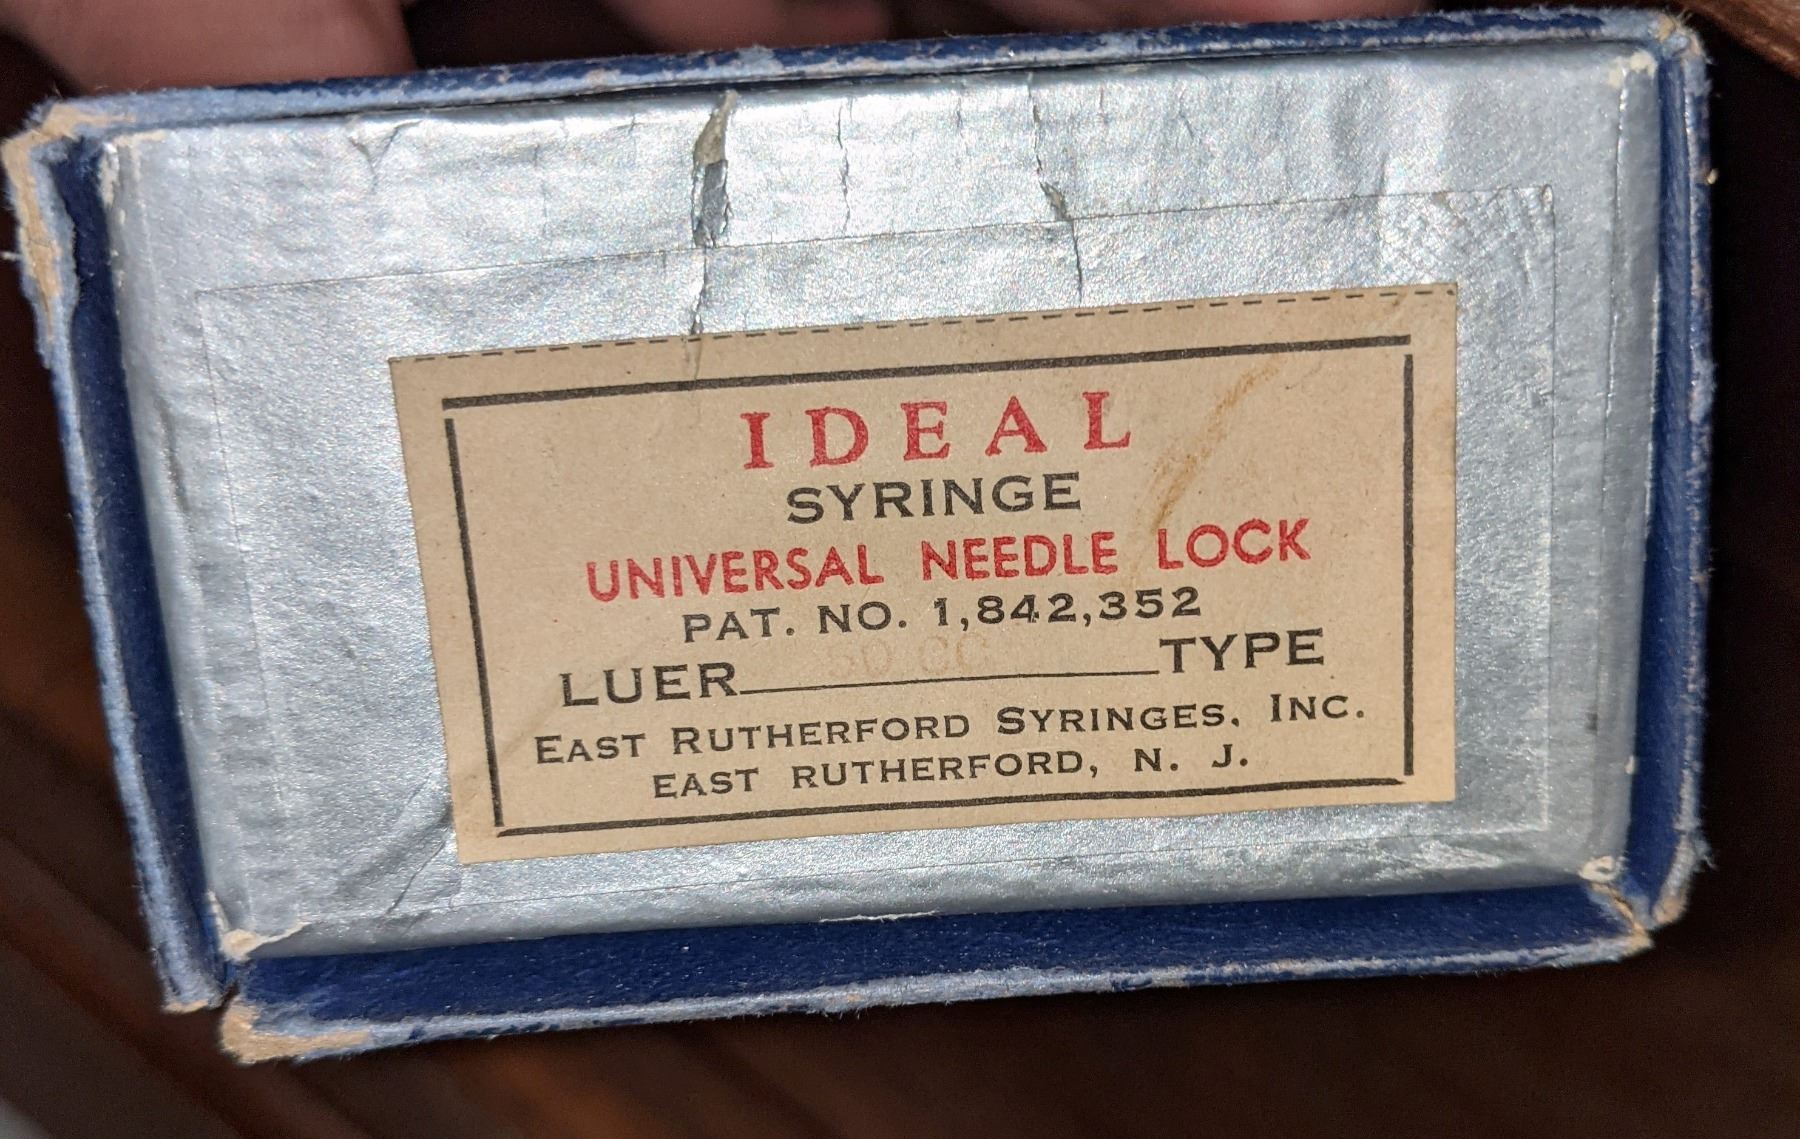 IDEAL
SYRINGE
UNIVERSAL NEEDLE LOCK
PAT. NO. 1,842,352
LUER 50 CC TYPE
EAST RUTHERFORD SYRINGES, INC.
EAST RUTHERFORD, N. J.